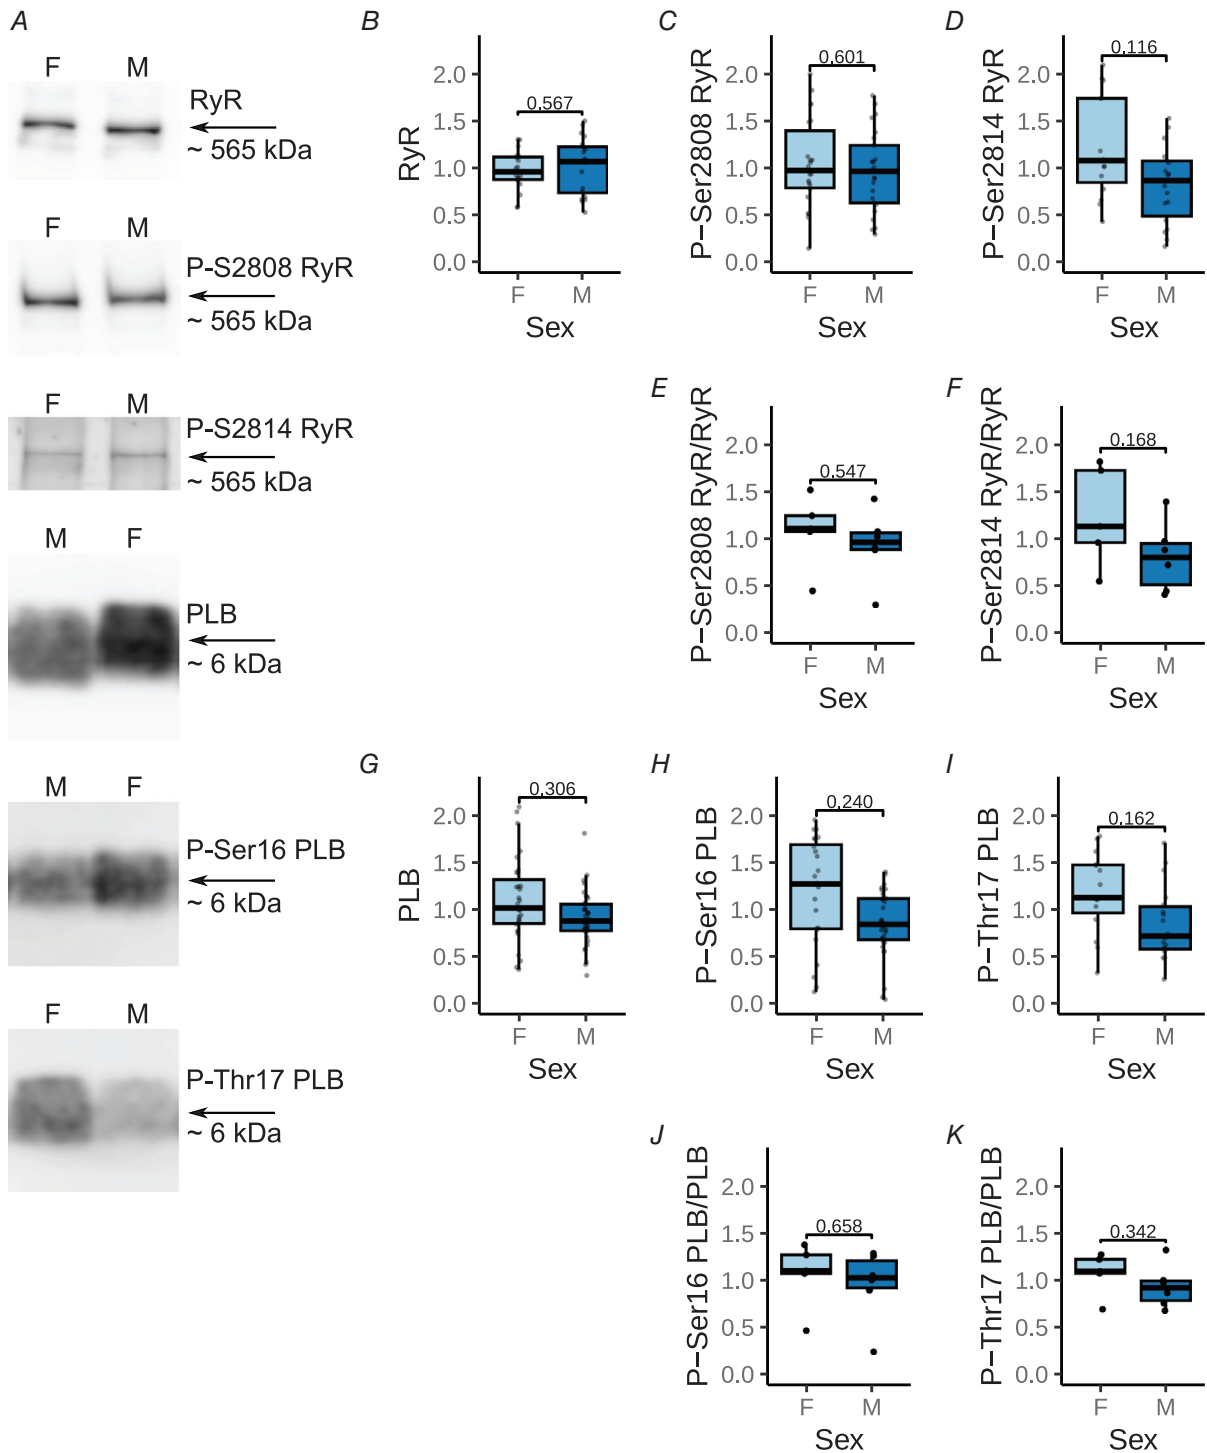 A
F M
RyR
~ 565 kDa
F M
P-S2808 RyR
~ 565 kDa
F M
P-S2814 RyR
~ 565 kDa
M F
PLB
~ 6 kDa
M F
P-Ser16 PLB
~ 6 kDa
F M
P-Thr17 PLB
~ 6 kDa
B
RyR
2.0
1.5
1.0
0.5
0.0
0.567
F M
Sex
C
P-Ser2808 RyR
2.0
1.5
1.0
0.5
0.0
0.601
F M
Sex
D
P-Ser2814 RyR
2.0
1.5
1.0
0.5
0.0
0.116
F M
Sex
E
P-Ser2808 RyR/RyR
2.0
1.5
1.0
0.5
0.0
0.547
F M
Sex
F
P-Ser2814 RyR/RyR
2.0
1.5
1.0
0.5
0.0
0.168
F M
Sex
G
PLB
2.0
1.5
1.0
0.5
0.0
0.306
F M
Sex
H
P-Ser16 PLB
2.0
1.5
1.0
0.5
0.0
0.240
F M
Sex
I
P-Thr17 PLB
2.0
1.5
1.0
0.5
0.0
0.162
F M
Sex
J
P-Ser16 PLB/PLB
2.0
1.5
1.0
0.5
0.0
0.658
F M
Sex
K
P-Thr17 PLB/PLB
2.0
1.5
1.0
0.5
0.0
0.342
F M
Sex